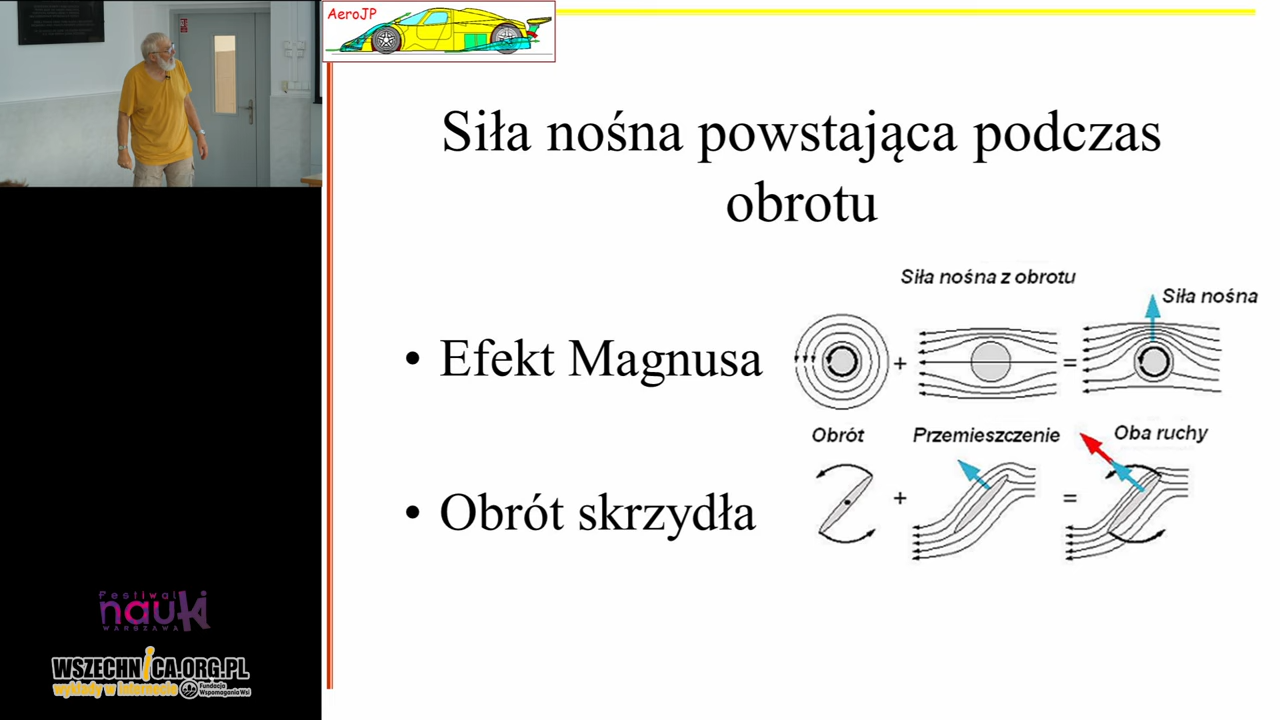 AeroJP
Siła nośna powstająca podczas
obrotu
Siła nośna z obrotu
Siła nośna
• Efekt Magnusa
+
=
Obrót
Przemieszczenie
Oba ruchy
• Obrót skrzydła
+
=
Festiwal
nauki
WARSZAWA
WSZECHNICA.ORG.PL
wykłady w internecie
Fundacja
Wspomagania Wsi